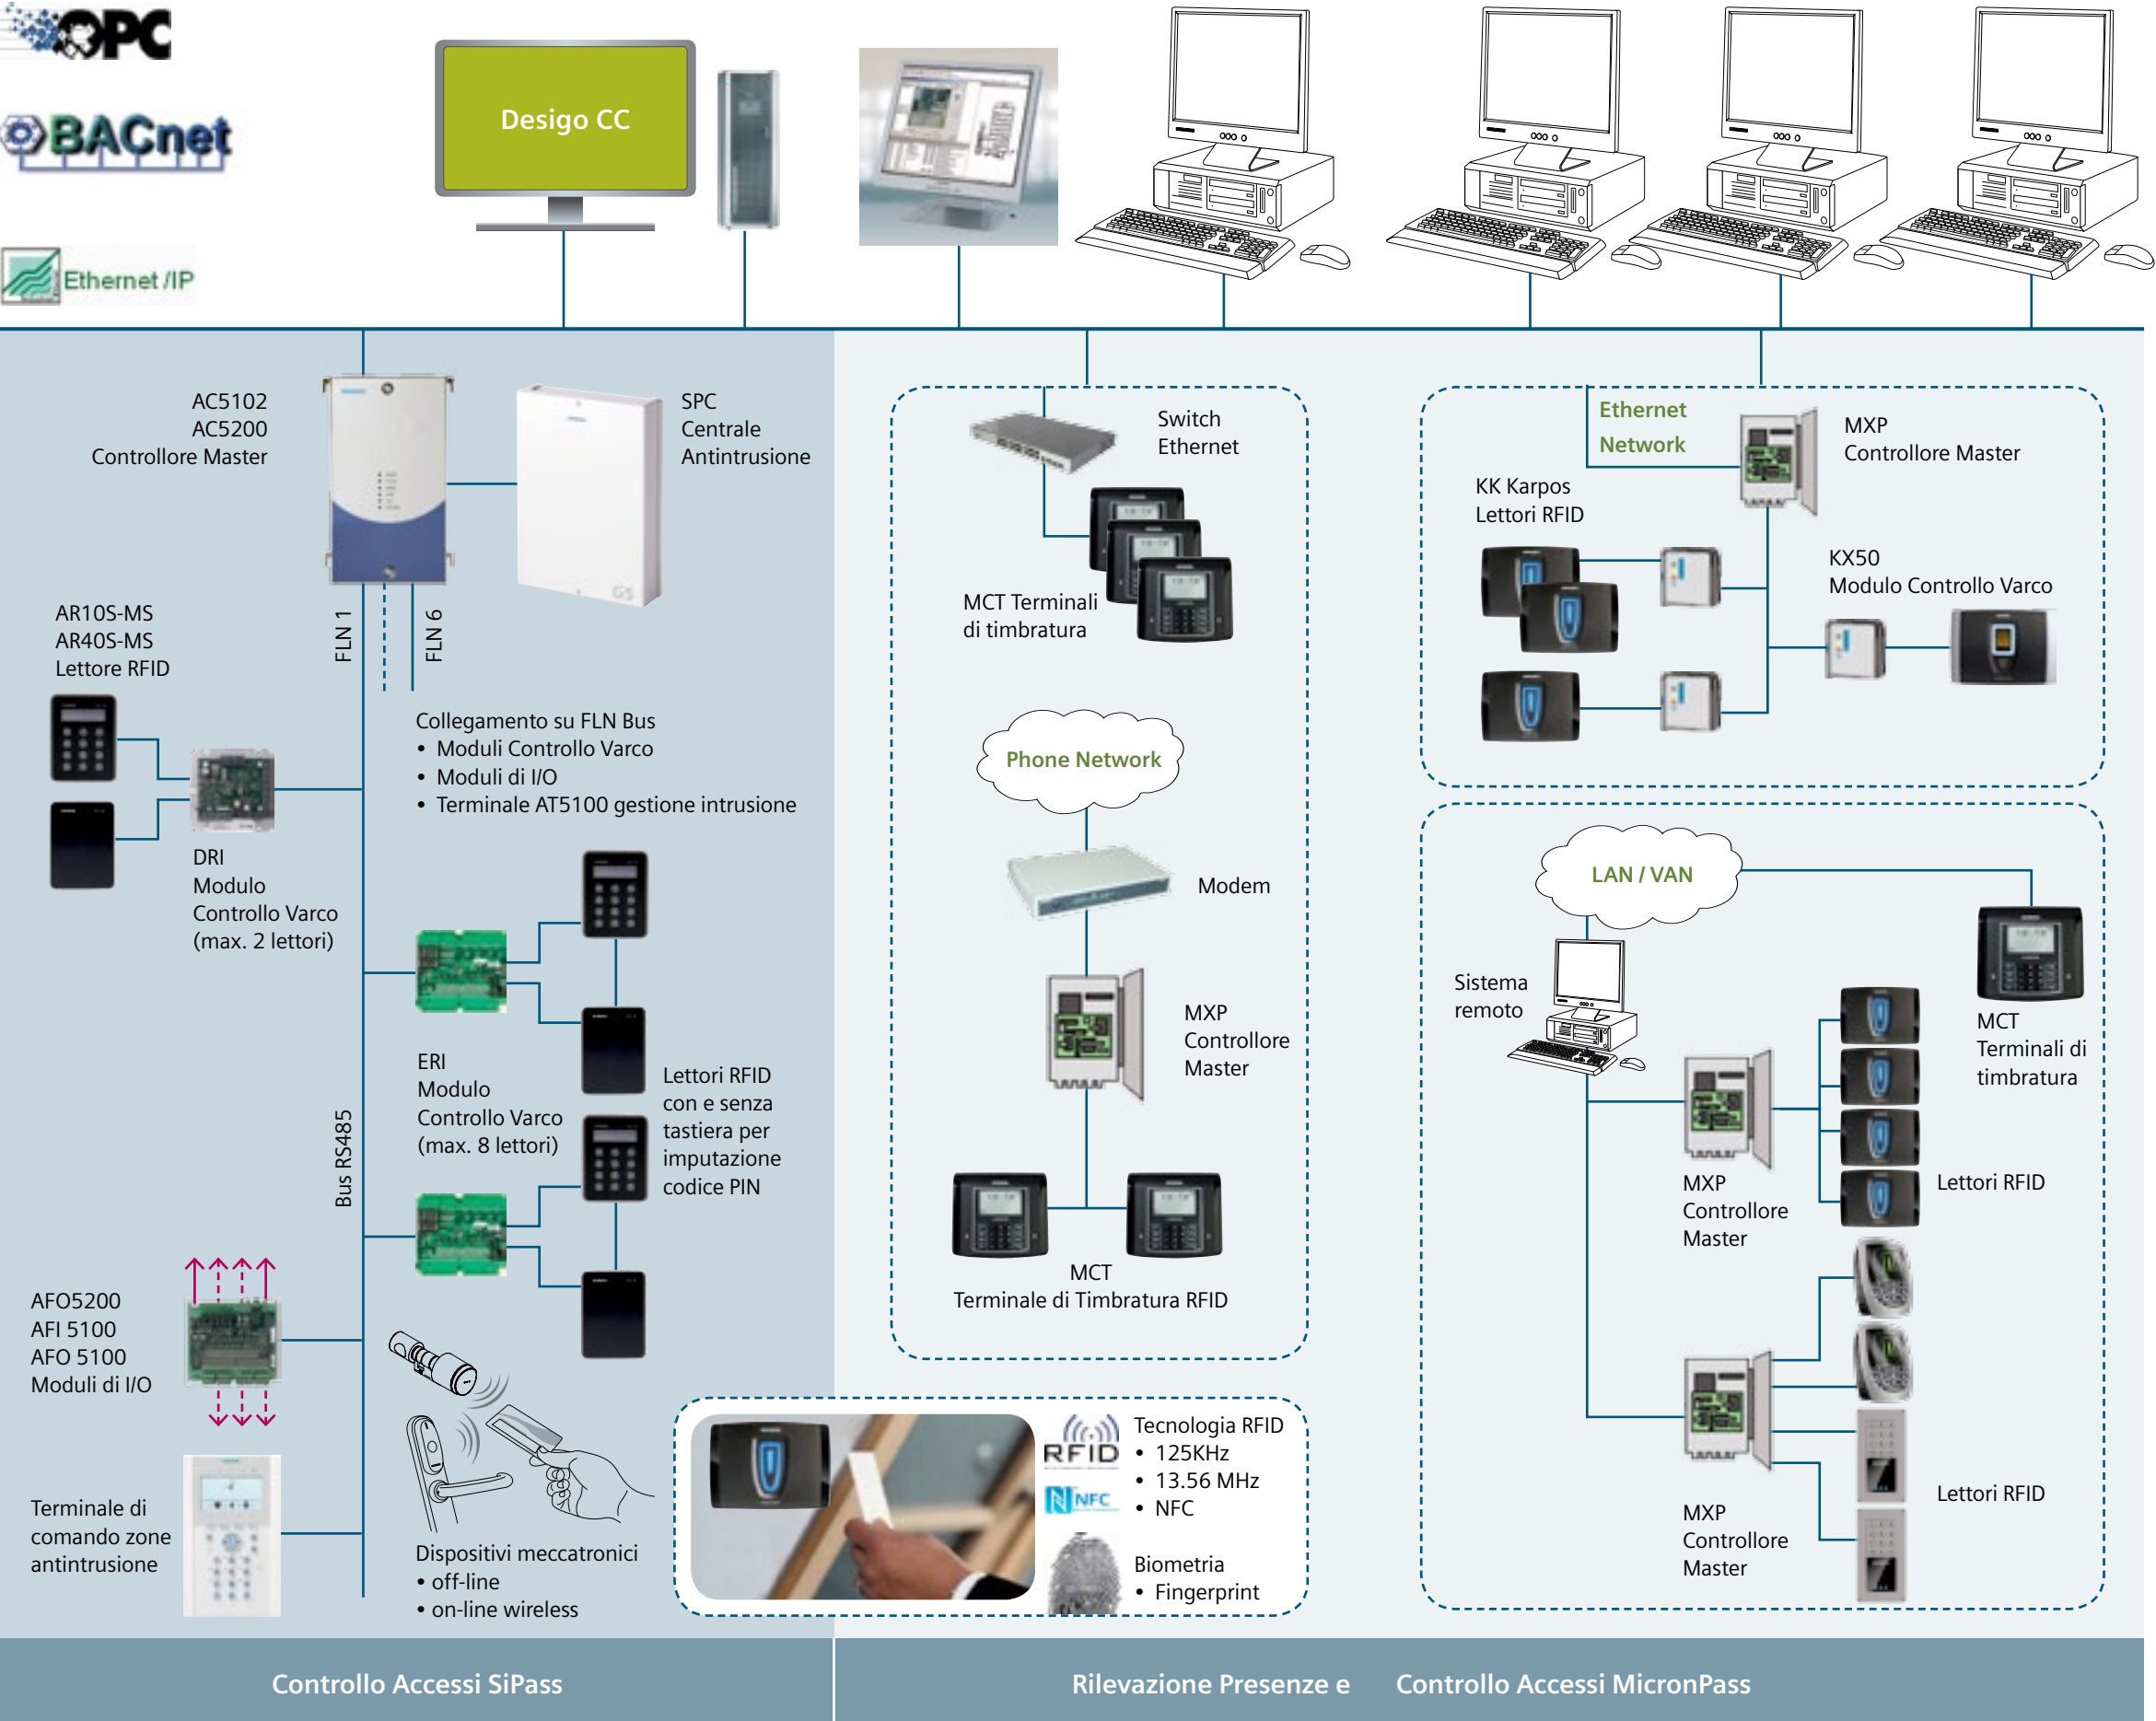 OPC
BACnet
Ethernet /IP
Desigo CC
AC5102
AC5200
Controllore Master
SPC
Centrale
Antintrusione
FLN 1
FLN 6
AR10S-MS
AR40S-MS
Lettore RFID
Collegamento su FLN Bus
• Moduli Controllo Varco
• Moduli di I/O
• Terminale AT5100 gestione intrusione
DRI
Modulo
Controllo Varco
(max. 2 lettori)
ERI
Modulo
Controllo Varco
(max. 8 lettori)
Lettori RFID
con e senza
tastiera per
imputazione
codice PIN
Bus RS485
AFO5200
AFI 5100
AFO 5100
Moduli di I/O
Terminale di
comando zone
antintrusione
Dispositivi meccatronici
• off-line
• on-line wireless
Switch
Ethernet
MCT Terminali
di timbratura
Phone Network
Modem
MXP
Controllore
Master
MCT
Terminale di Timbratura RFID
RFID
NFC
Tecnologia RFID
• 125KHz
• 13.56 MHz
• NFC
Biometria
• Fingerprint
Ethernet
Network
MXP
Controllore Master
KK Karpos
Lettori RFID
KX50
Modulo Controllo Varco
LAN / VAN
Sistema
remoto
MCT
Terminali di
timbratura
MXP
Controllore
Master
Lettori RFID
MXP
Controllore
Master
Lettori RFID
Controllo Accessi SiPass
Rilevazione Presenze e Controllo Accessi MicronPass